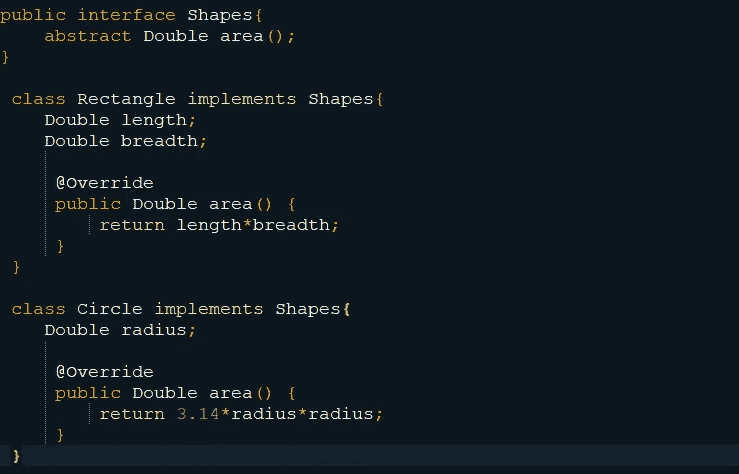 public interface Shapes{
    abstract Double area();
}
class Rectangle implements Shapes{
    Double length;
    Double breadth;
    @Override
    public Double area() {
        return length*breadth;
    }
}
class Circle implements Shapes{
    Double radius;
    @Override
    public Double area() {
        return 3.14*radius*radius;
    }
}